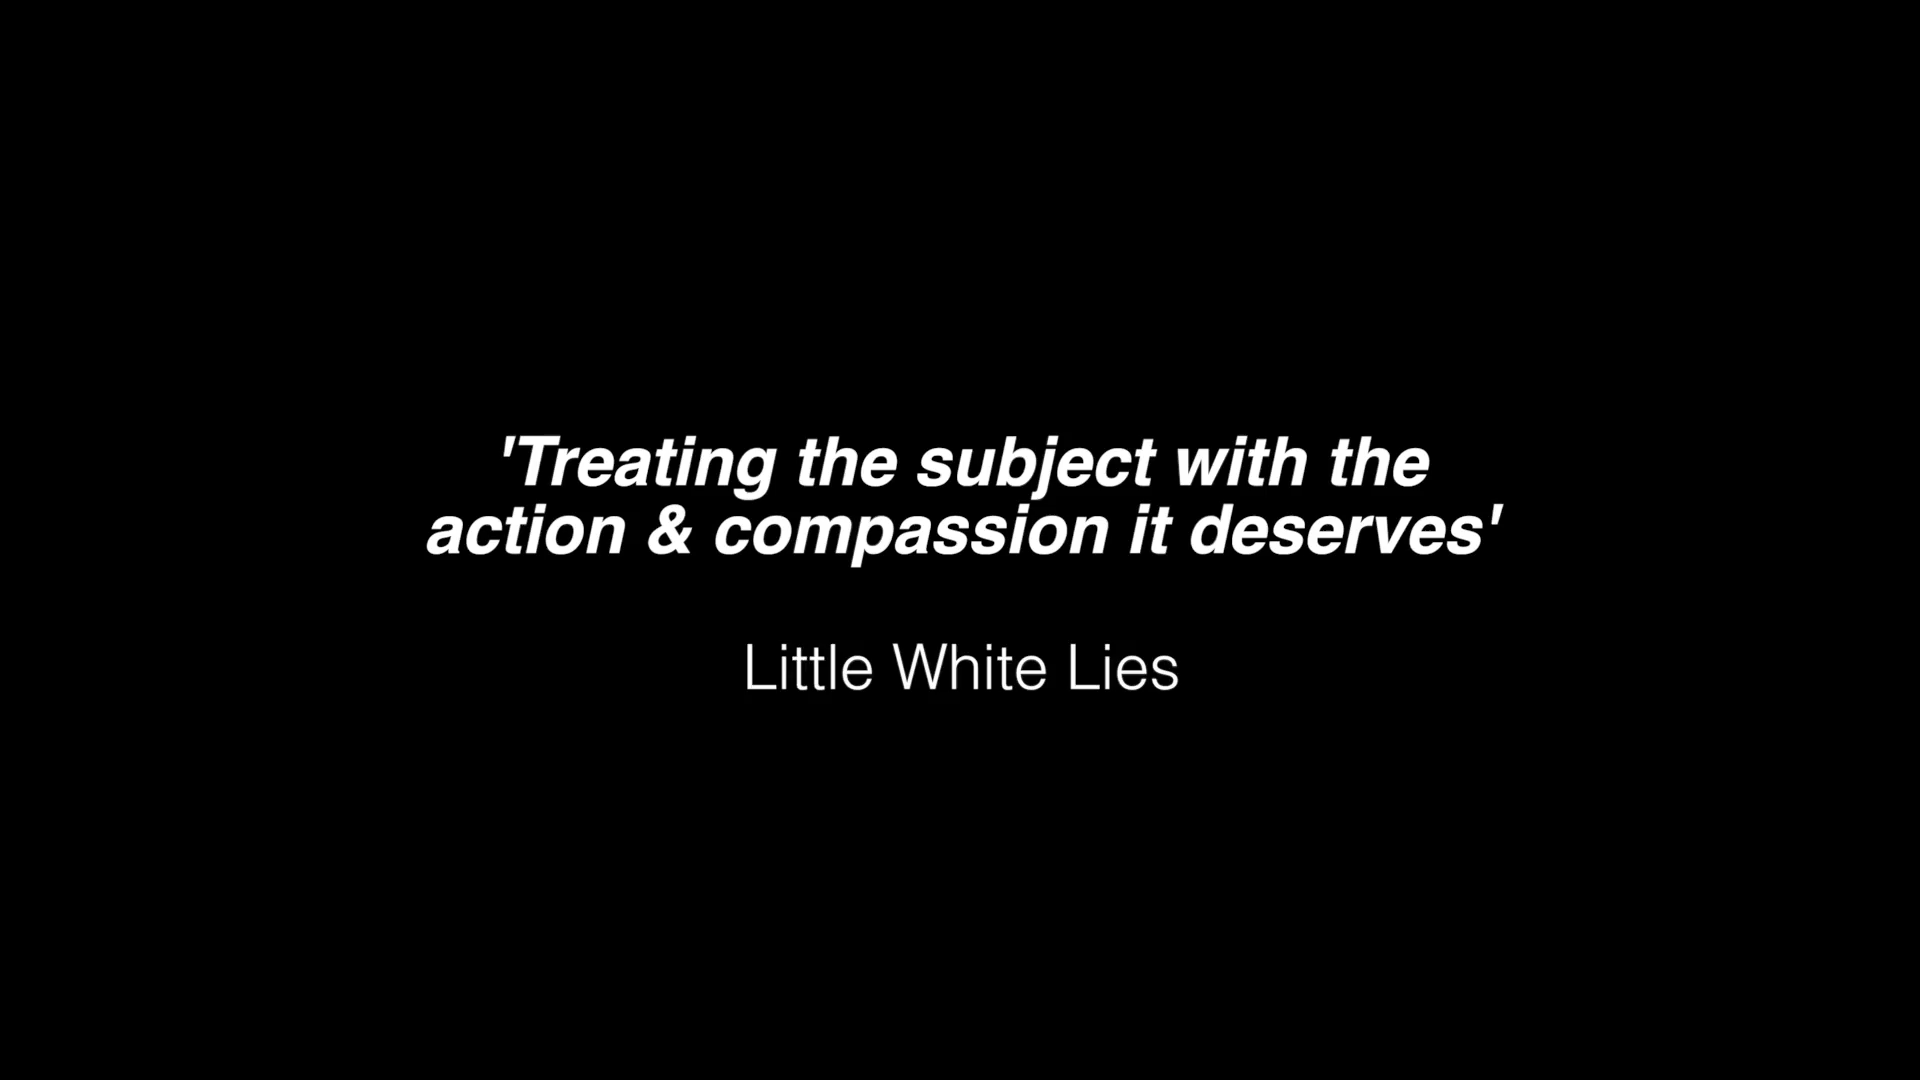 'Treating the subject with the
action & compassion it deserves'
Little White Lies